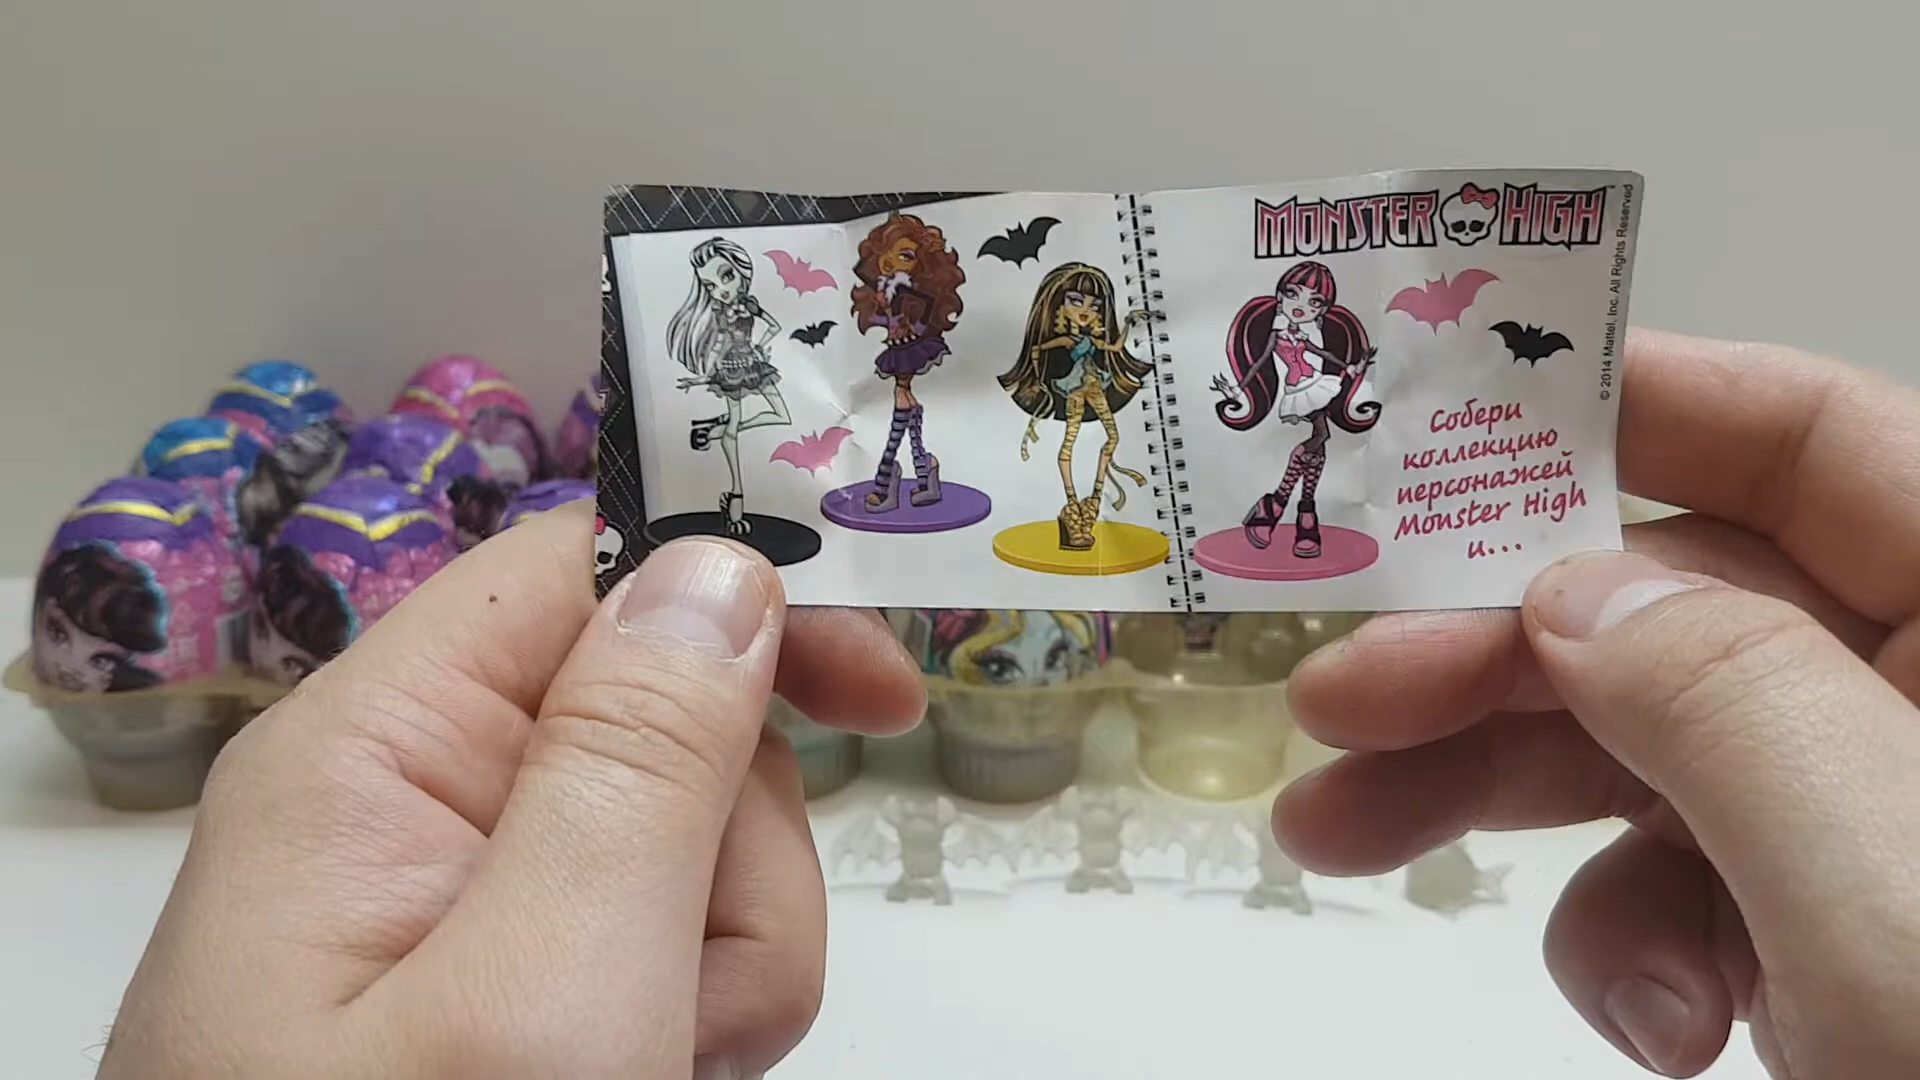 MONSTER HIGH
© 2014 Mattel, Inc. All Rights Reserved
Собери
коллекцию
персонажей
Monster High
и...